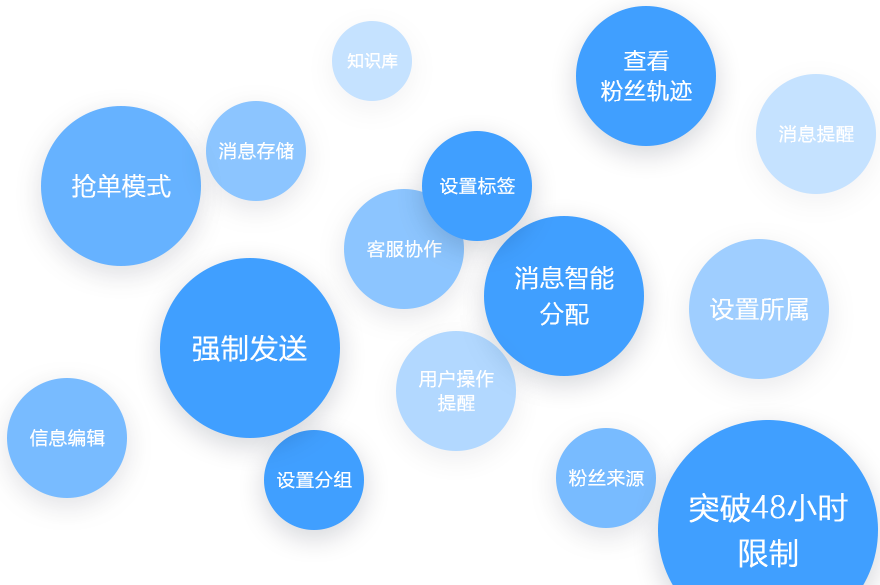 知识库
查看
粉丝轨迹
消息提醒
消息存储
抢单模式
设置标签
客服协作
消息智能
分配
设置所属
强制发送
用户操作
提醒
信息编辑
设置分组
粉丝来源
突破48小时
限制